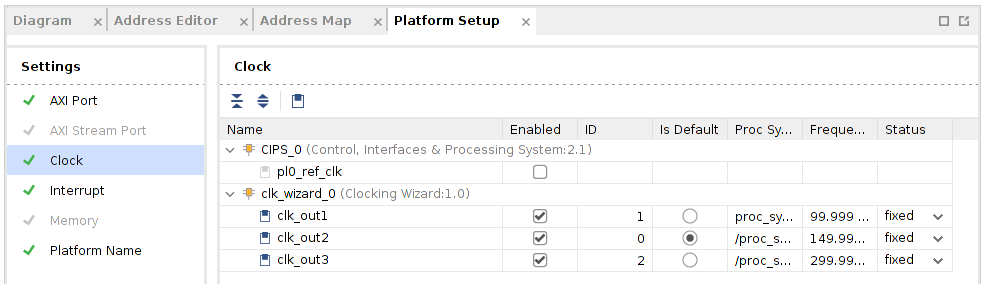 Diagram × Address Editor × Address Map × Platform Setup ×
Settings
AXI Port
AXI Stream Port
Clock
Interrupt
Memory
Platform Name
Clock
Name Enabled ID Is Default Proc Sy... Freque... Status
CIPS_0 (Control, Interfaces & Processing System:2.1)
pl0_ref_clk
clk_wizard_0 (Clocking Wizard:1.0)
clk_out1 1 proc_sy... 99.999 ... fixed
clk_out2 0 /proc_s... 149.99... fixed
clk_out3 2 /proc_s... 299.99... fixed